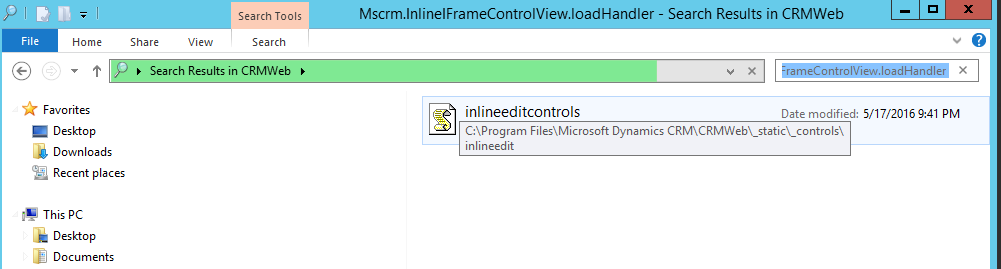 Search Tools
Mscrm.InlineIFrameControlView.loadHandler - Search Results in CRMWeb
File Home Share View Search
Search Results in CRMWeb
FrameControlView.loadHandler
Favorites
Desktop
Downloads
Recent places
This PC
Desktop
Documents
inlineeditcontrols
Date modified: 5/17/2016 9:41 PM
C:\Program Files\Microsoft Dynamics CRM\CRMWeb\_static\_controls\
inlineedit